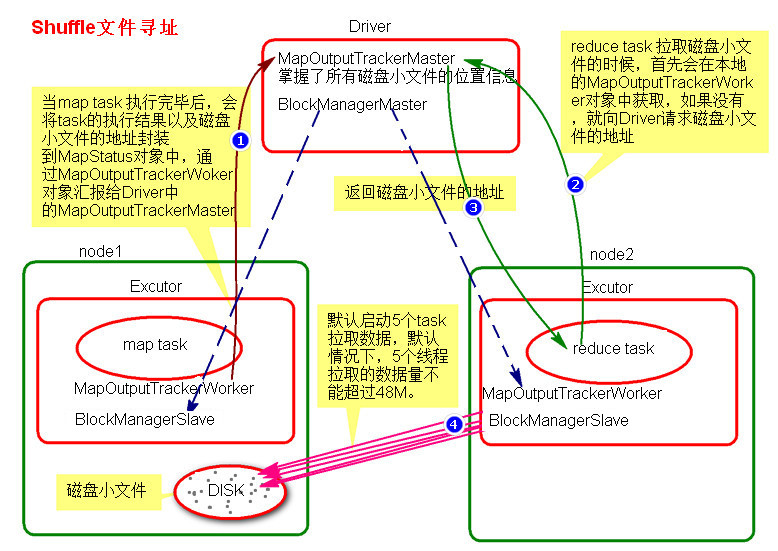 Shuffle文件寻址
Driver
MapOutputTrackerMaster
掌握了所有磁盘小文件的位置信息
BlockManagerMaster
reduce task 拉取磁盘小文
件的时候，首先会在本地
的MapOutputTrackerWork
er对象中获取，如果没有
，就向Driver请求磁盘小文
件的地址
当map task 执行完毕后，会
将task的执行结果以及磁盘
小文件的地址封装
到MapStatus对象中，通
过MapOutputTrackerWoker
对象汇报给Driver中
的MapOutputTrackerMaster
1
2
返回磁盘小文件的地址
3
node1
node2
Excutor
map task
MapOutputTrackerWorker
BlockManagerSlave
默认启动5个task
拉取数据，默认
情况下，5个线程
拉取的数据量不
能超过48M。
Excutor
reduce task
MapOutputTrackerWorker
BlockManagerSlave
4
磁盘小文件
DISK